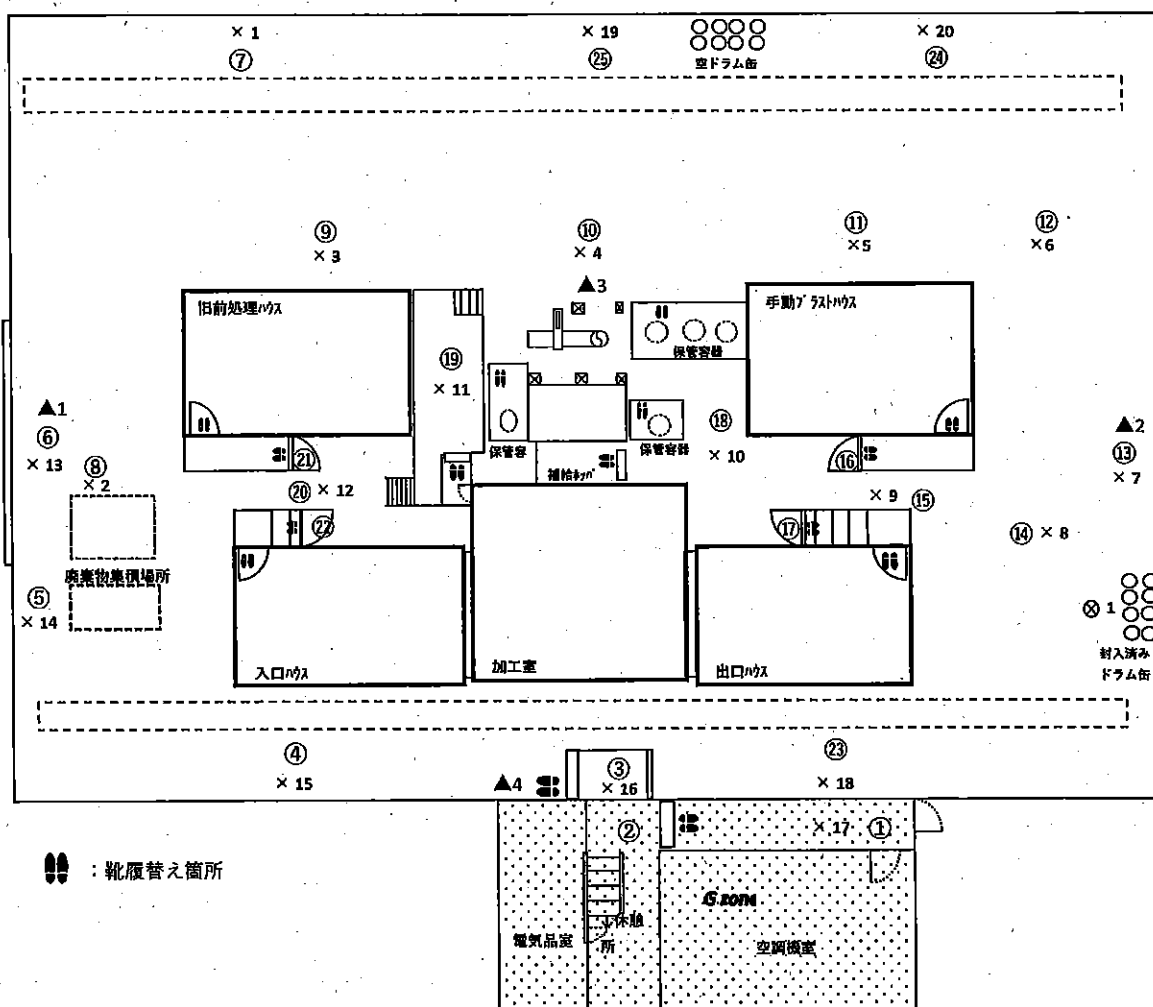 × 1
⑦
× 19
㉕
空ドラム缶
× 20
㉔
⑨
× 3
⑩
× 4
▲3
⑪
×5
⑫
×6
旧前処理ハウス
⑲
× 11
保管容器
手動ブラストハウス
▲1
⑥
× 13
⑧
× 2
㉑
⑳
× 12
㉒
保管容
保管容器
⑱
× 10
⑯
▲2
⑬
× 7
× 9
⑮
⑰
⑭
× 8
廃棄物集積場所
⑤
× 14
入口ハウス
加工室
出口ハウス
⊗ 1
封入済み
ドラム缶
④
× 15
▲4
③
× 16
㉓
× 18
②
× 17
①
：靴履替え箇所
G zone
休憩
所
電気品室
空調機室